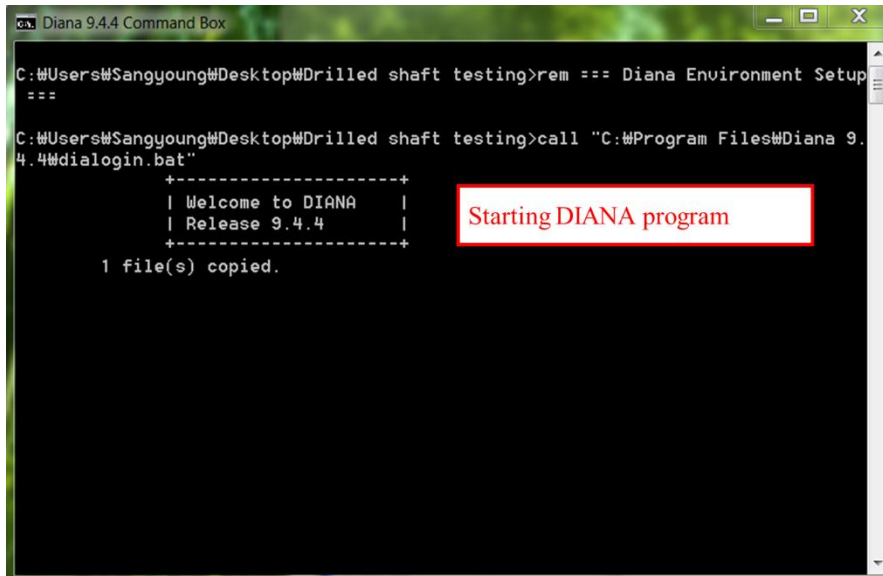 Diana 9.4.4 Command Box
C:₩Users₩Sangyoung₩Desktop₩Drilled shaft testing>rem === Diana Environment Setup
===
C:₩Users₩Sangyoung₩Desktop₩Drilled shaft testing>call "C:₩Program Files₩Diana 9.
4.4₩dialogin.bat"
+---------------------+
| Welcome to DIANA |
| Release 9.4.4 |
+---------------------+
1 file(s) copied.
Starting DIANA program